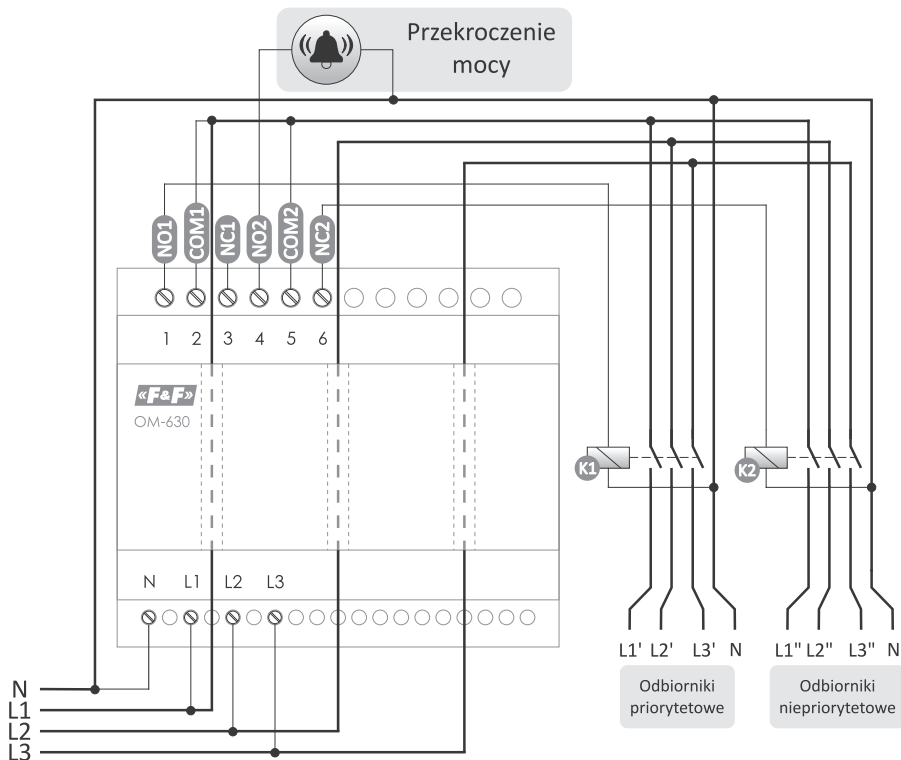 Przekroczenie
mocy
NO1 COM1 NC1 NO2 COM2 NC2
1 2 3 4 5 6
«F&F»
OM-630
K1 K2
N L1 L2 L3
L1' L2' L3' N L1" L2" L3" N
Odbiorniki
priorytetowe
Odbiorniki
niepriorytetowe
N
L1
L2
L3